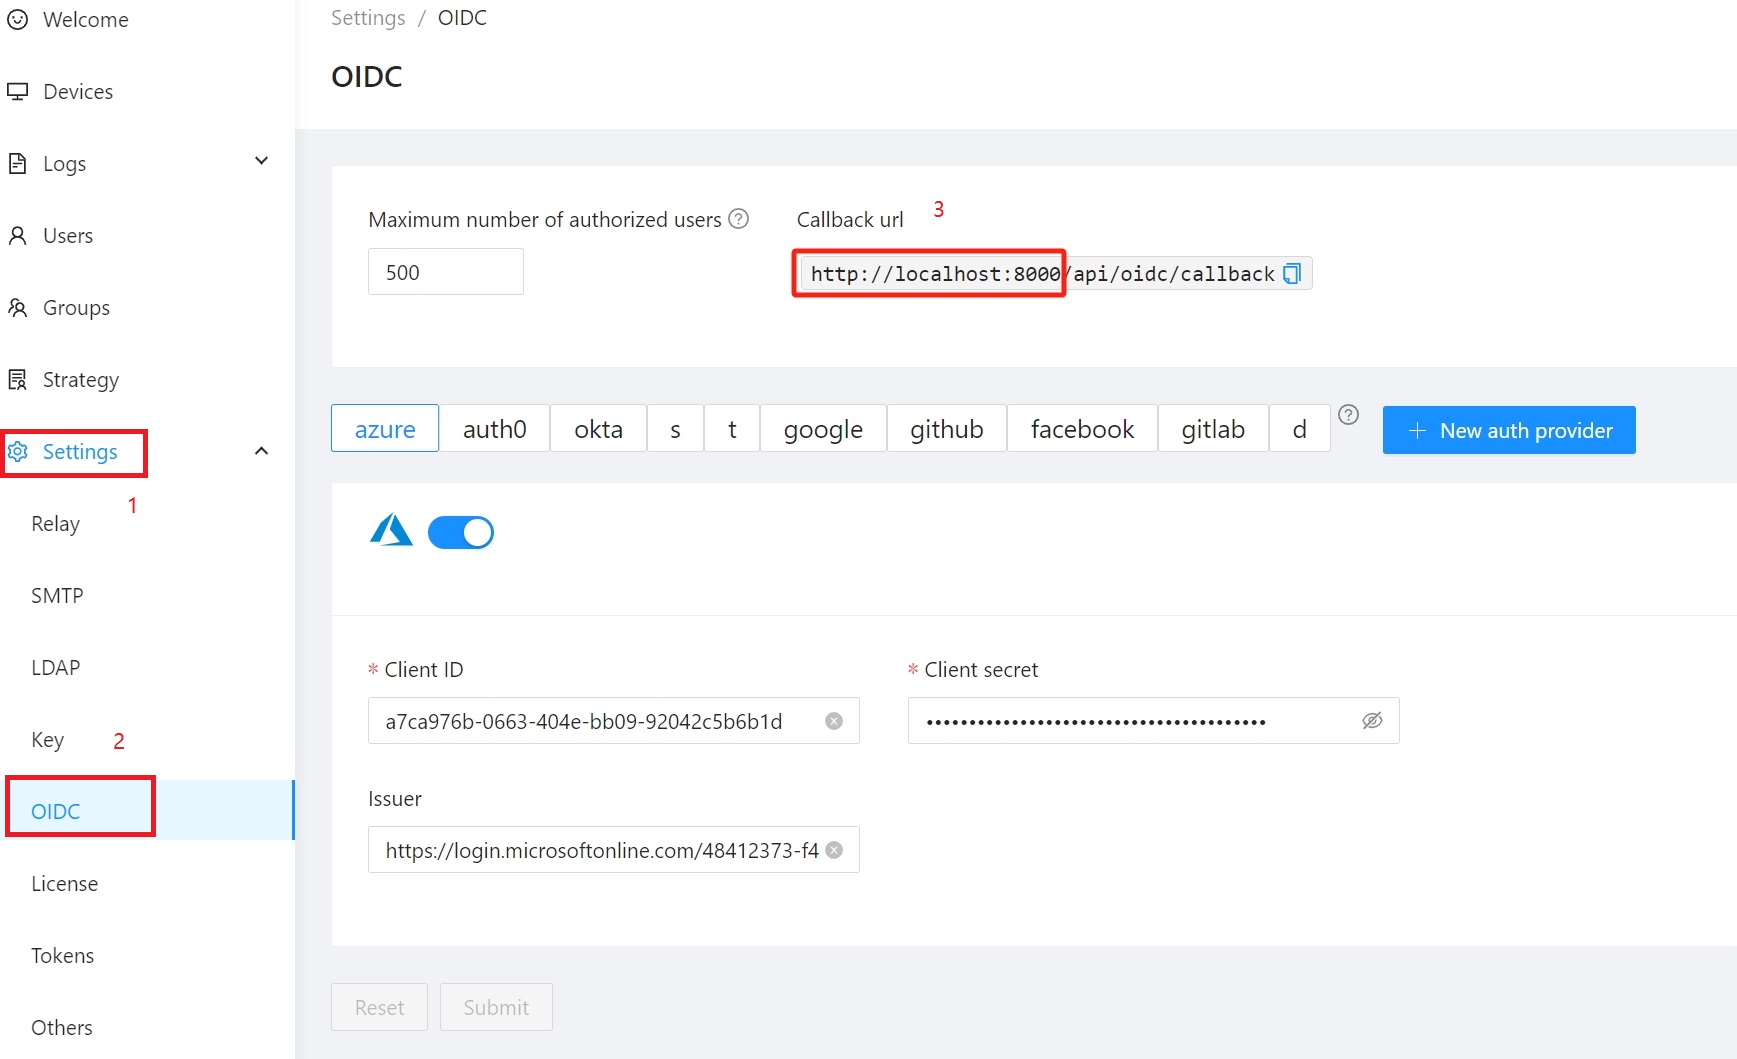 Welcome
Devices
Logs
Users
Groups
Strategy
Settings
1
Relay
SMTP
LDAP
Key
2
OIDC
License
Tokens
Others
Settings / OIDC
OIDC
Maximum number of authorized users ?
500
Callback url
3
http://localhost:8000/api/oidc/callback
azure auth0 okta s t google github facebook gitlab d ?
+ New auth provider
* Client ID
a7ca976b-0663-404e-bb09-92042c5b6b1d
* Client secret
••••••••••••••••••••••••••••••••••••••••
Issuer
https://login.microsoftonline.com/48412373-f4
Reset
Submit